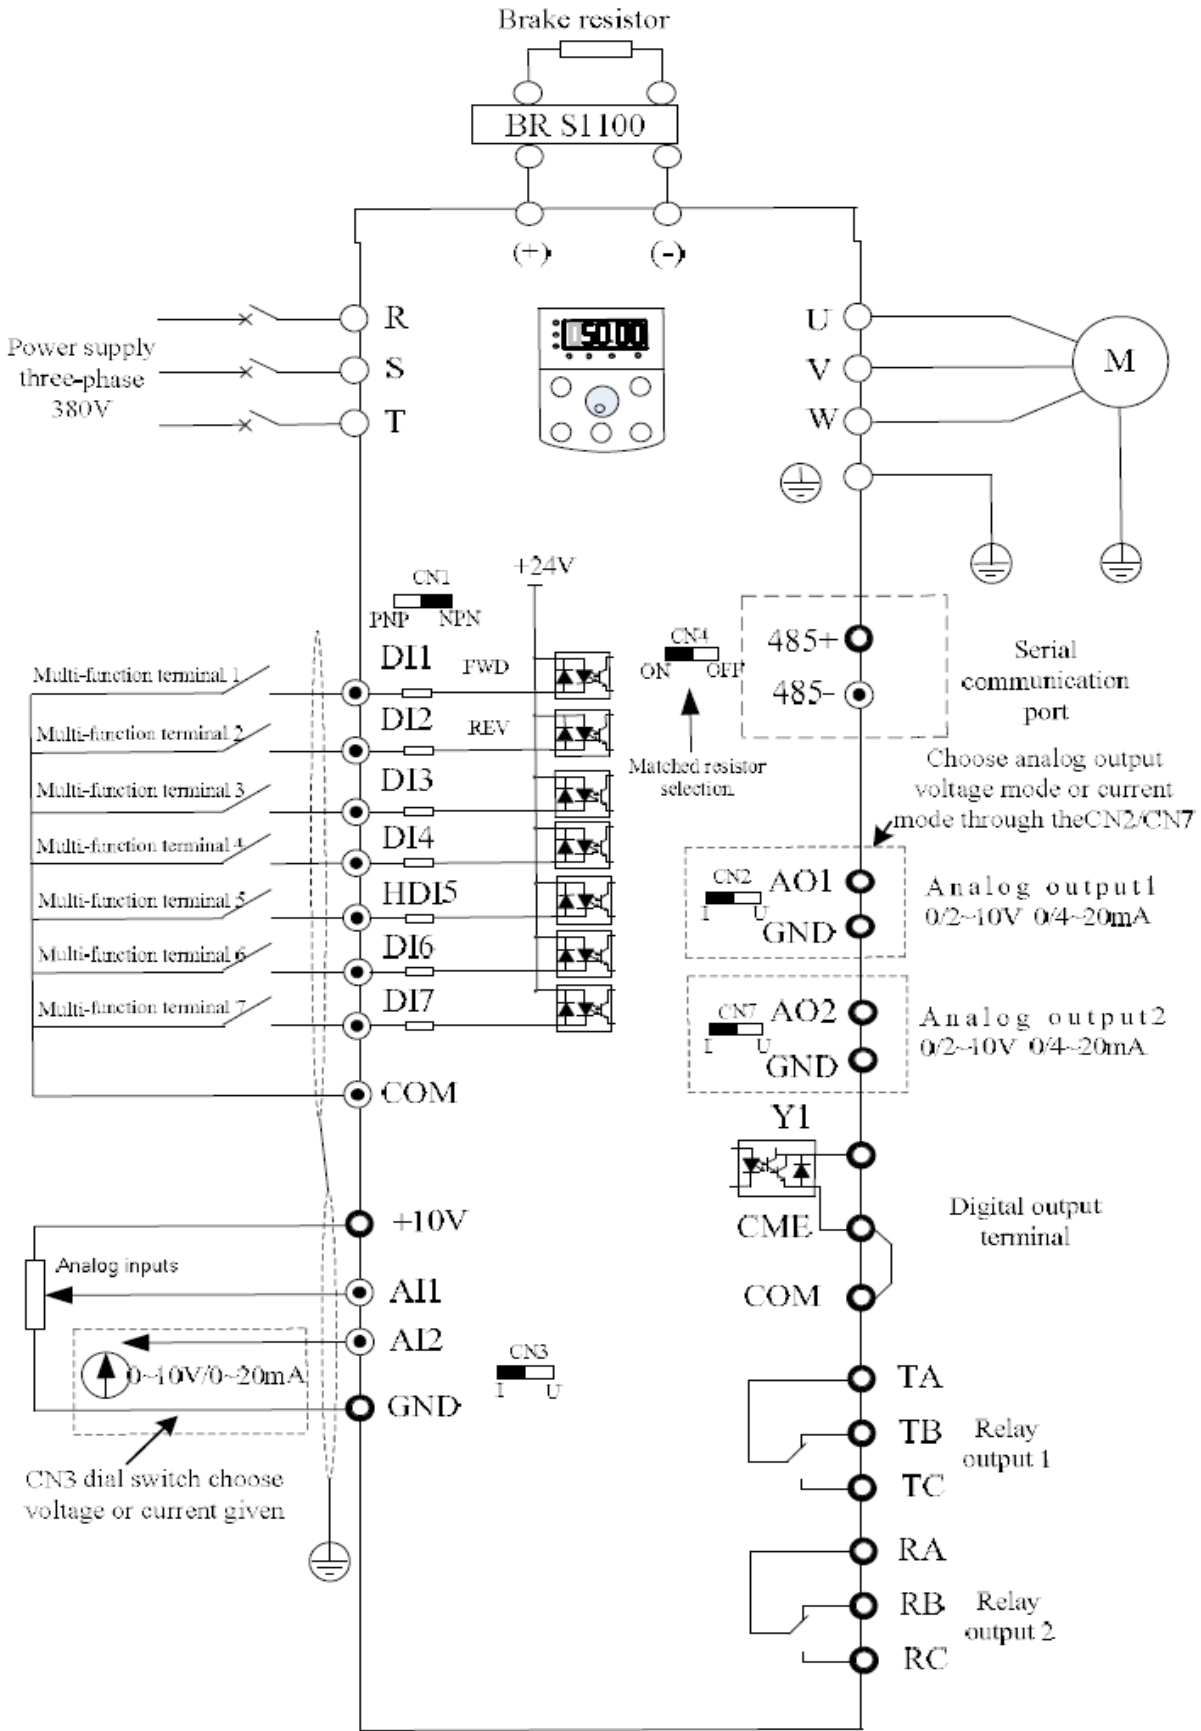 Brake resistor
BR S1100
(+)
(-)
R
S
T
Power supply
three-phase
380V
50.00
U
V
W
M
CN1
PNP
NPN
+24V
Multi-function terminal 1
DI1
FWD
Multi-function terminal 2
DI2
REV
Multi-function terminal 3
DI3
Multi-function terminal 4
DI4
Multi-function terminal 5
HDI5
Multi-function terminal 6
DI6
Multi-function terminal 7
DI7
COM
CN4
ON
OFF
Matched resistor
selection
485+
485-
Serial
communication
port
Choose analog output
voltage mode or current
mode through theCN2/CN7
CN2
I
U
AO1
GND
Analog output1
0/2~10V 0/4~20mA
CN7
I
U
AO2
GND
Analog output2
0/2~10V 0/4~20mA
Y1
CME
COM
Digital output
terminal
+10V
Analog inputs
AI1
AI2
0~10V/0~20mA
GND
CN3
I
U
CN3 dial switch choose
voltage or current given
TA
TB
TC
Relay
output 1
RA
RB
RC
Relay
output 2